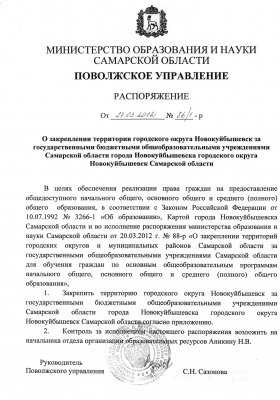 МИНИСТЕРСТВО ОБРАЗОВАНИЯ И НАУКИ
САМАРСКОЙ ОБЛАСТИ
ПОВОЛЖСКОЕ УПРАВЛЕНИЕ
РАСПОРЯЖЕНИЕ
От 27.03.2012 № 86/1 - р
О закреплении территории городского округа Новокуйбышевск за
государственными бюджетными общеобразовательными учреждениями
Самарской области города Новокуйбышевска городского округа
Новокуйбышевск Самарской области
В целях обеспечения реализации права граждан на предоставление
общедоступного начального общего, основного общего и среднего (полного)
общего образования, в соответствии с Законом Российской Федерации от
10.07.1992 № 3266-1 «Об образовании», Картой города Новокуйбышевска
Самарской области и во исполнение распоряжения министерства образования и
науки Самарской области от 20.03.2012 г. № 88-р «О закреплении территорий
городских округов и муниципальных районов Самарской области за
государственными общеобразовательными учреждениями Самарской области
для обучения граждан по основным общеобразовательным программам
начального общего, основного общего и среднего (полного) общего
образования»,
1. Закрепить территорию городского округа Новокуйбышевск за
государственными бюджетными общеобразовательными учреждениями
Самарской области города Новокуйбышевска городского округа
Новокуйбышевск Самарской области согласно приложению.
2. Контроль за исполнением настоящего распоряжения возложить на
начальника отдела организации образовательных ресурсов Аникину Н.В.
Руководитель
Поволжского управления С.Н. Сазонова